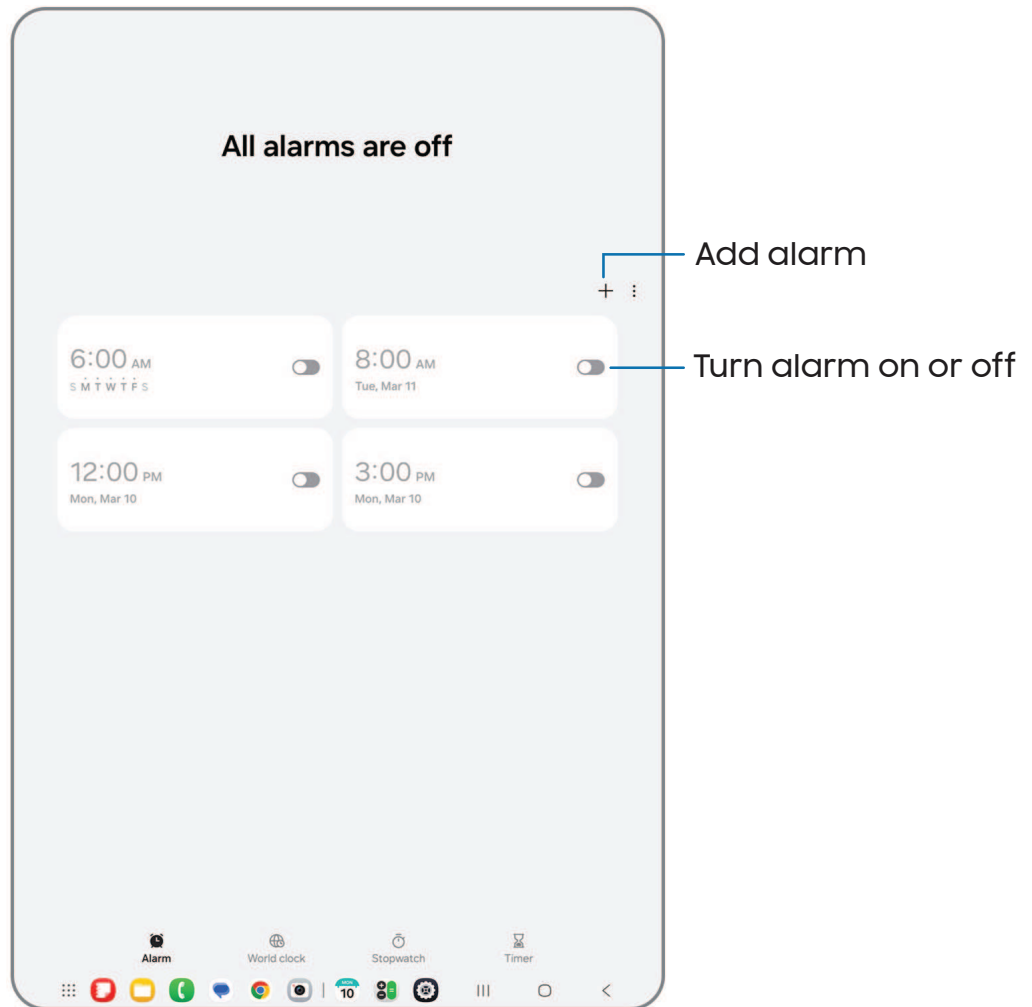 All alarms are off
Add alarm
6:00 AM
S M T W T F S
8:00 AM
Tue, Mar 11
Turn alarm on or off
12:00 PM
Mon, Mar 10
3:00 PM
Mon, Mar 10
Alarm
World clock
Stopwatch
Timer
MON
10